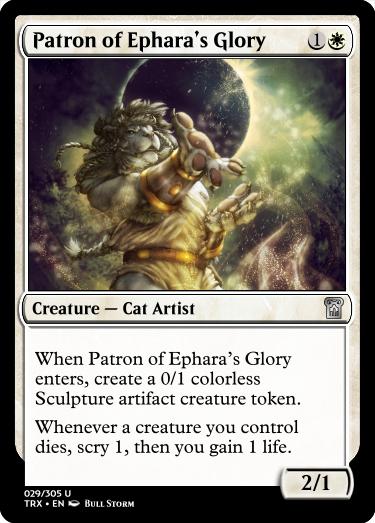 Patron of Ephara's Glory 1
Creature — Cat Artist
When Patron of Ephara's Glory
enters, create a 0/1 colorless
Sculpture artifact creature token.
Whenever a creature you control
dies, scry 1, then you gain 1 life.
2/1
029/305 U
TRX • EN Bull Storm